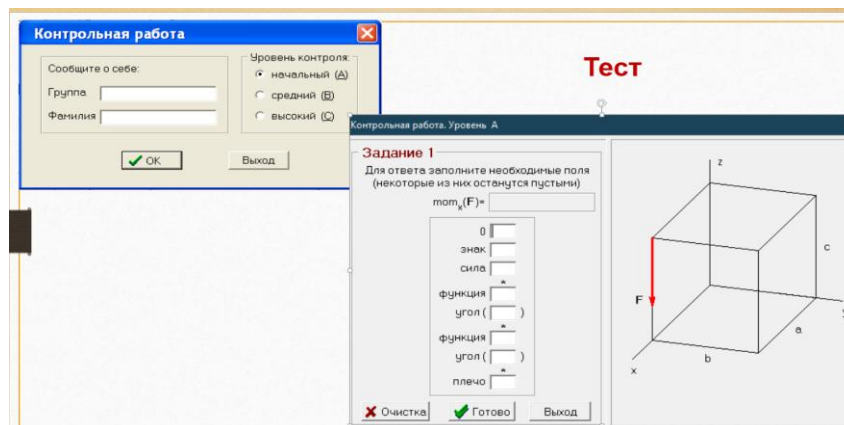 Контрольная работа
Сообщите о себе:
Группа
Фамилия
Уровень контроля:
начальный (A)
средний (B)
высокий (C)
OK
Выход
Тест
Контрольная работа. Уровень A
Задание 1
Для ответа заполните необходимые поля
(некоторые из них останутся пустыми)
momx(F)=
0
знак
сила
*
функция
угол ( )
*
функция
угол ( )
*
плечо
Очистка
Готово
Выход
z
c
F
y
a
b
x